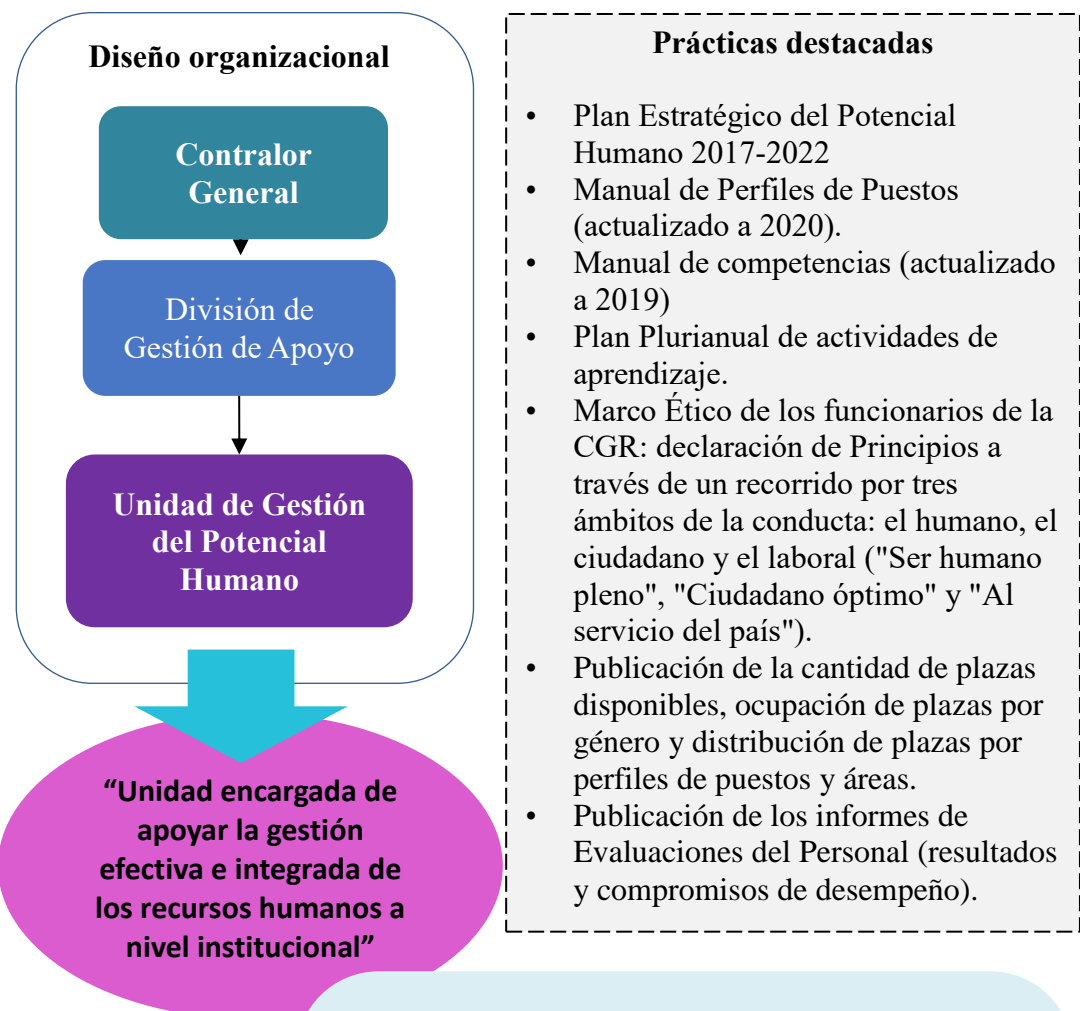 Diseño organizacional
Contralor
General
División de
Gestión de Apoyo
Unidad de Gestión
del Potencial
Humano
“Unidad encargada de
apoyar la gestión
efectiva e integrada de
los recursos humanos a
nivel institucional”
Prácticas destacadas
• Plan Estratégico del Potencial
Humano 2017-2022
• Manual de Perfiles de Puestos
(actualizado a 2020).
• Manual de competencias (actualizado
a 2019)
• Plan Plurianual de actividades de
aprendizaje.
• Marco Ético de los funcionarios de la
CGR: declaración de Principios a
través de un recorrido por tres
ámbitos de la conducta: el humano, el
ciudadano y el laboral ("Ser humano
pleno", "Ciudadano óptimo" y "Al
servicio del país").
• Publicación de la cantidad de plazas
disponibles, ocupación de plazas por
género y distribución de plazas por
perfiles de puestos y áreas.
• Publicación de los informes de
Evaluaciones del Personal (resultados
y compromisos de desempeño).